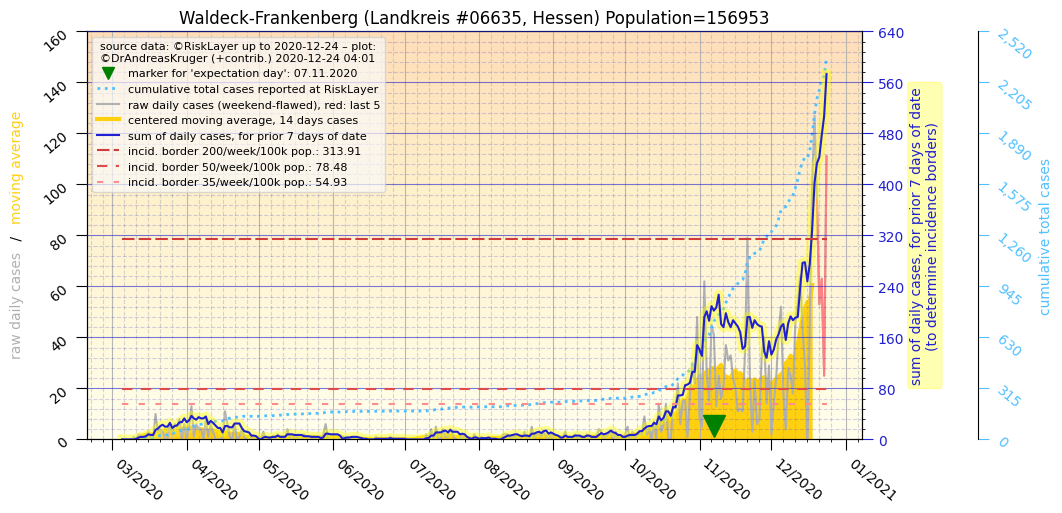 Waldeck-Frankenberg (Landkreis #06635, Hessen) Population=156953
source data: ©RiskLayer up to 2020-12-24 – plot:
©DrAndreasKruger (+contrib.) 2020-12-24 04:01
marker for 'expectation day': 07.11.2020
cumulative total cases reported at RiskLayer
raw daily cases (weekend-flawed), red: last 5
centered moving average, 14 days cases
sum of daily cases, for prior 7 days of date
incid. border 200/week/100k pop.: 313.91
incid. border 50/week/100k pop.: 78.48
incid. border 35/week/100k pop.: 54.93
raw daily cases / moving average
160
140
120
100
80
60
40
20
0
03/2020
04/2020
05/2020
06/2020
07/2020
08/2020
09/2020
10/2020
11/2020
12/2020
01/2021
640
560
480
400
320
240
160
80
0
sum of daily cases, for prior 7 days of date
(to determine incidence borders)
2,520
2,205
1,890
1,575
1,260
945
630
315
0
cumulative total cases